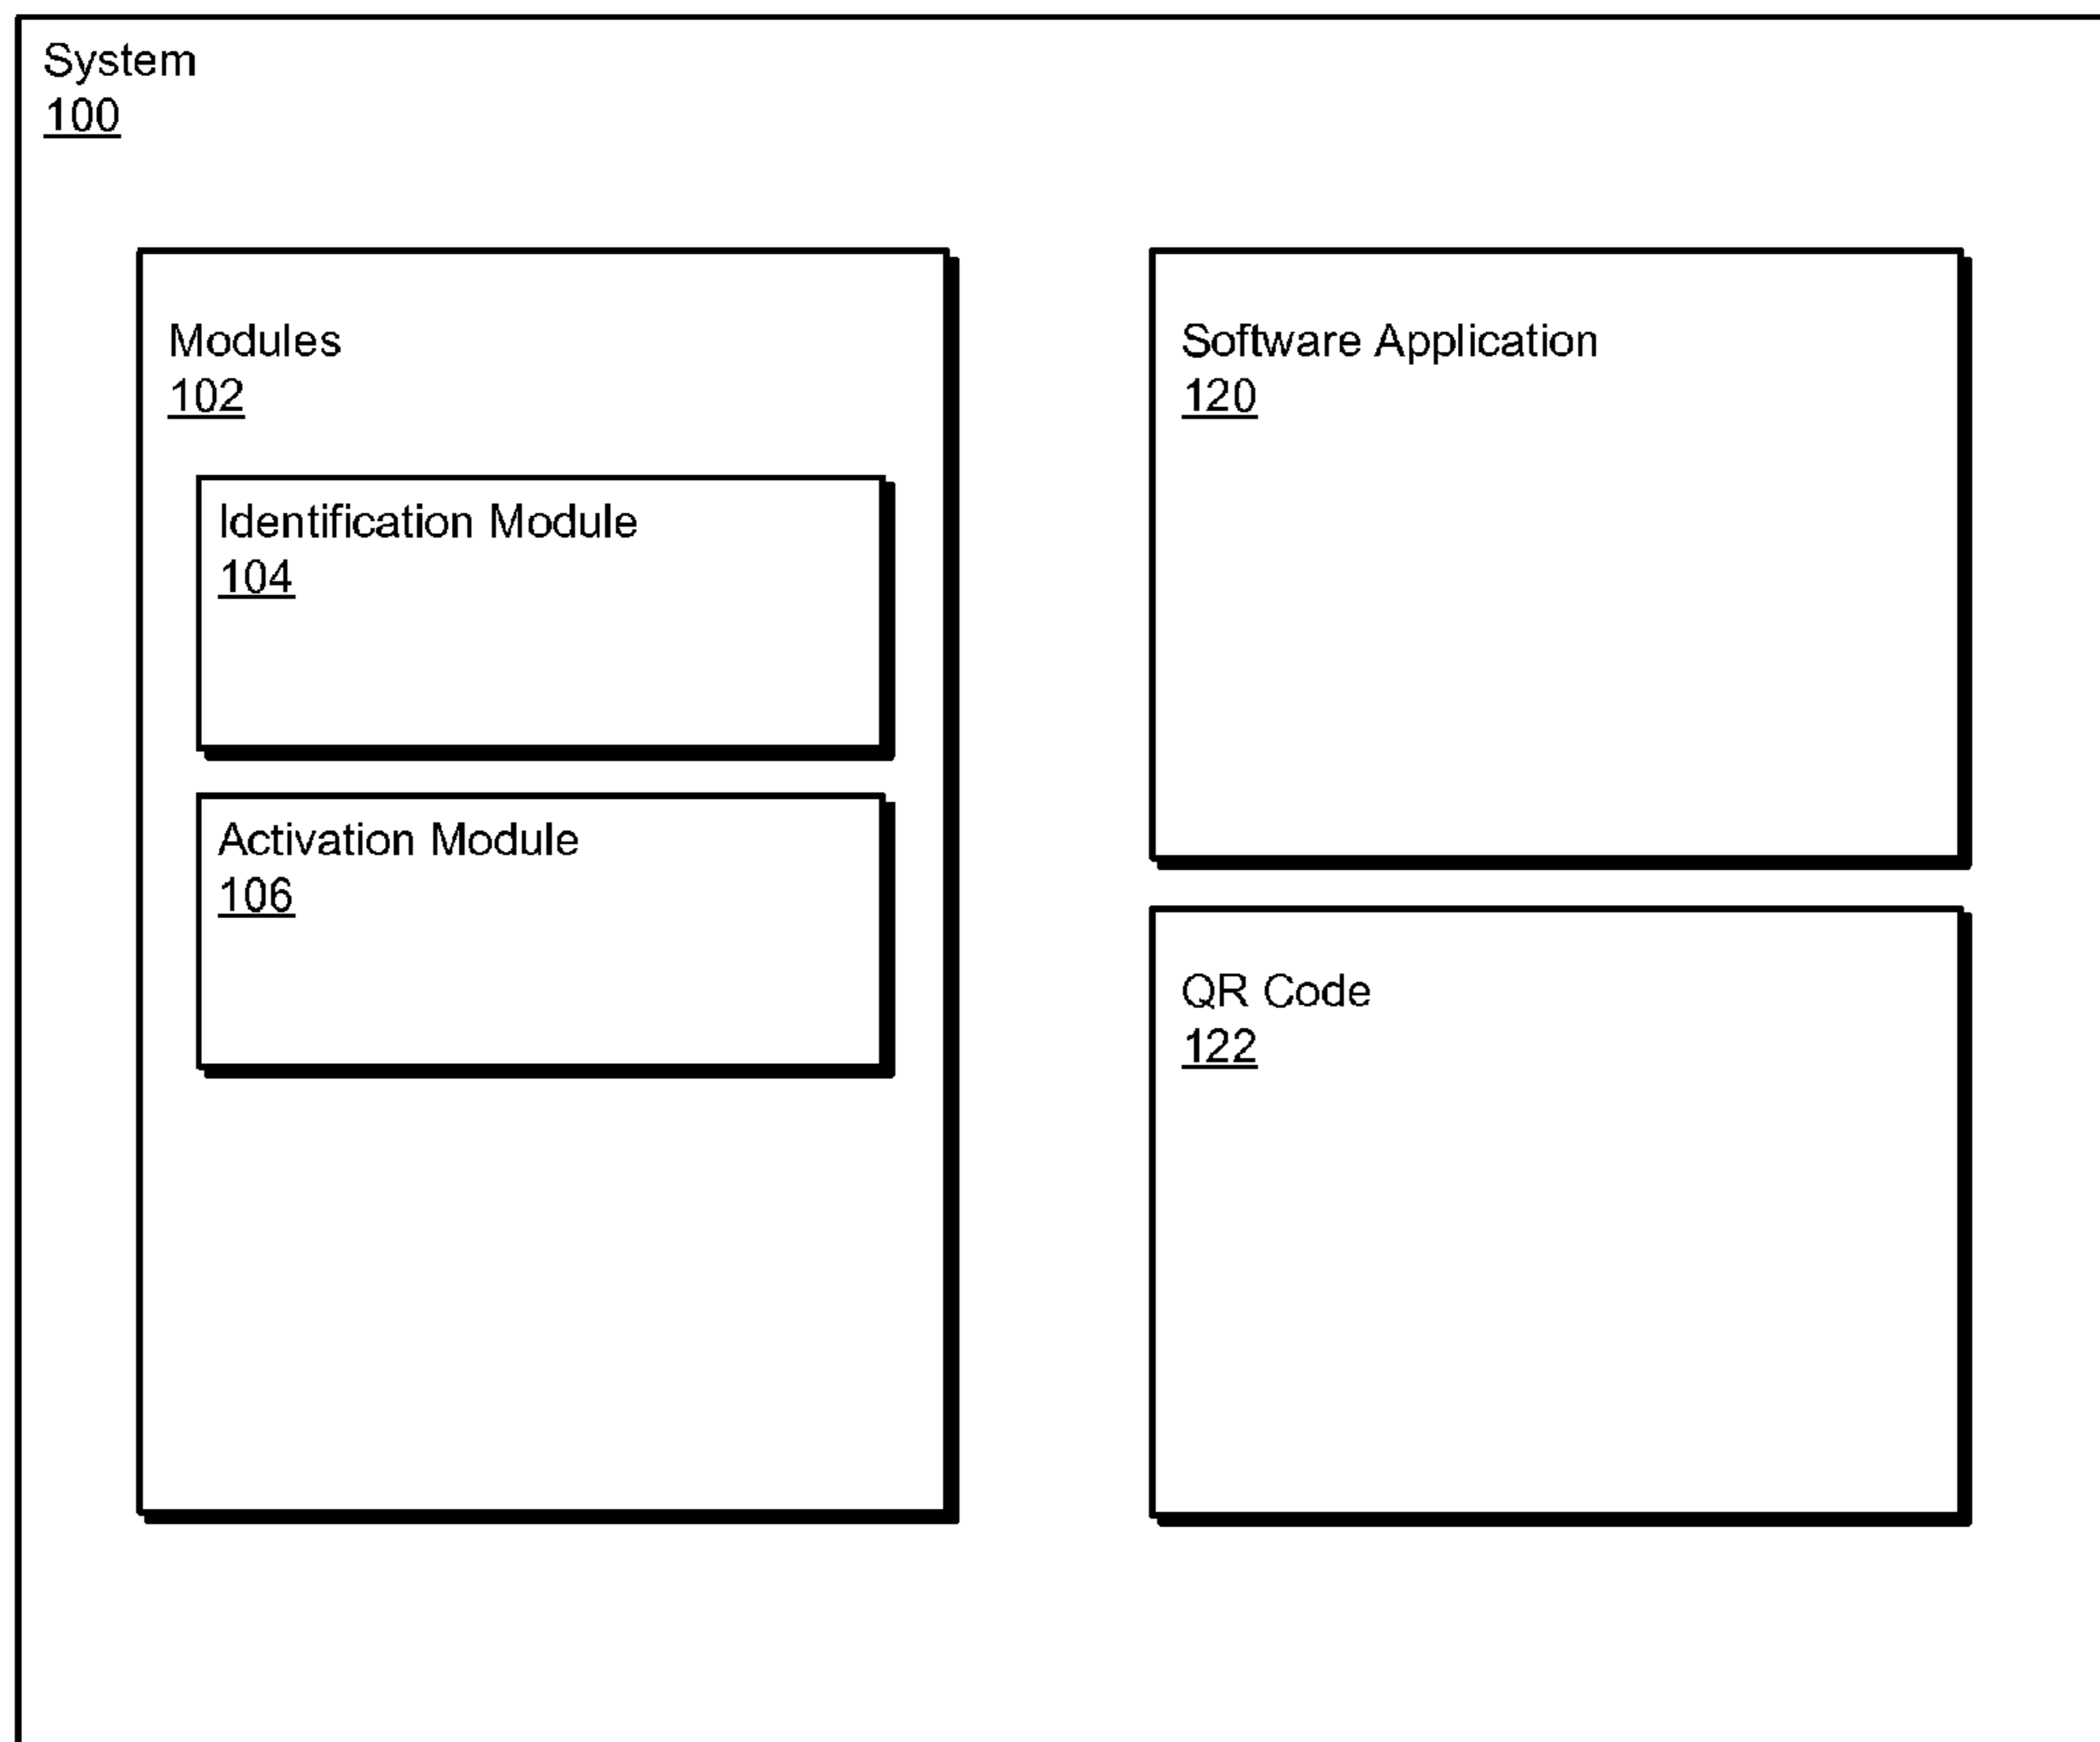 System
100
Modules
102
Identification Module
104
Activation Module
106
Software Application
120
QR Code
122